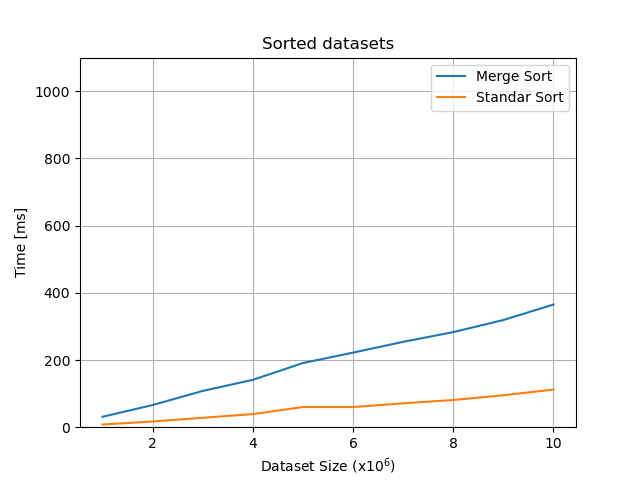 Sorted datasets
Merge Sort
Standar Sort
1000
800
600
400
200
0
Time [ms]
2 4 6 8 10
Dataset Size (x10⁶)